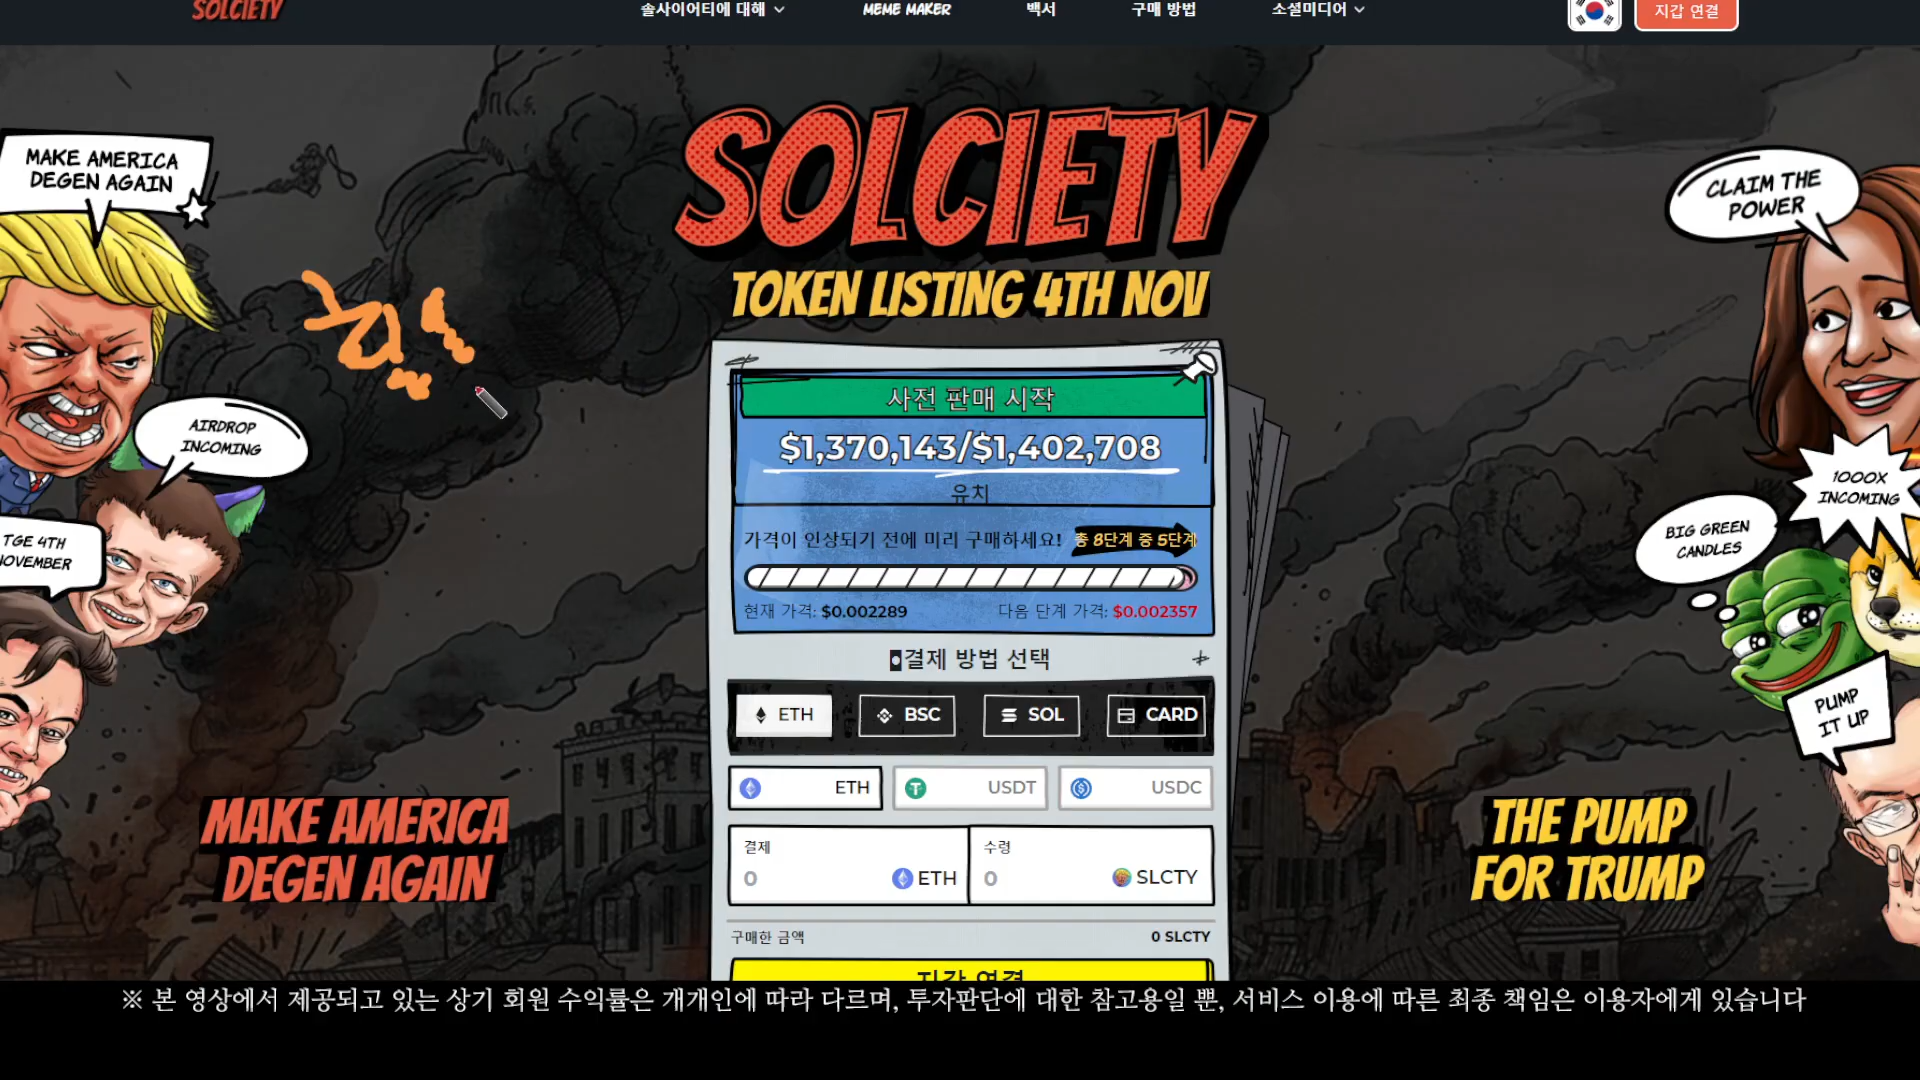 SOLCIETY
솔사이어티에 대해
MEME MAKER
백서
구매 방법
소셜미디어
지갑 연결
SOLCIETY
TOKEN LISTING 4TH NOV
MAKE AMERICA
DEGEN AGAIN
AIRDROP
INCOMING
TGE 4TH
NOVEMBER
MAKE AMERICA
DEGEN AGAIN
사전 판매 시작
$1,370,143/$1,402,708
유치
가격이 인상되기 전에 미리 구매하세요!
총 8단계 중 5단계
현재 가격: $0.002289
다음 단계 가격: $0.002357
결제 방법 선택
ETH
BSC
SOL
CARD
ETH
USDT
USDC
결제
0
ETH
수령
0
SLCTY
구매한 금액
0 SLCTY
지갑 연결
CLAIM THE
POWER
1000X
INCOMING
BIG GREEN
CANDLES
PUMP
IT UP
THE PUMP
FOR TRUMP
※ 본 영상에서 제공되고 있는 상기 회원 수익률은 개개인에 따라 다르며, 투자판단에 대한 참고용일 뿐, 서비스 이용에 따른 최종 책임은 이용자에게 있습니다